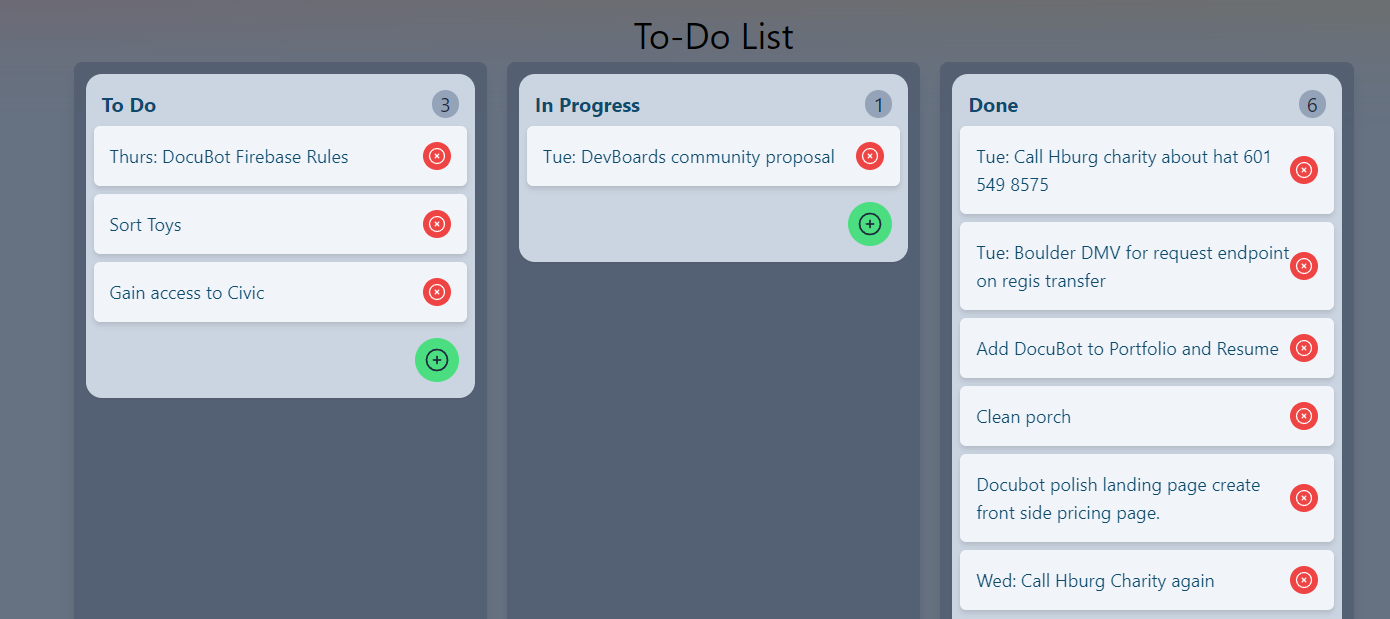 To-Do List
To Do
3
Thurs: DocuBot Firebase Rules
Sort Toys
Gain access to Civic
In Progress
1
Tue: DevBoards community proposal
Done
6
Tue: Call Hburg charity about hat 601
549 8575
Tue: Boulder DMV for request endpoint
on regis transfer
Add DocuBot to Portfolio and Resume
Clean porch
Docubot polish landing page create
front side pricing page.
Wed: Call Hburg Charity again